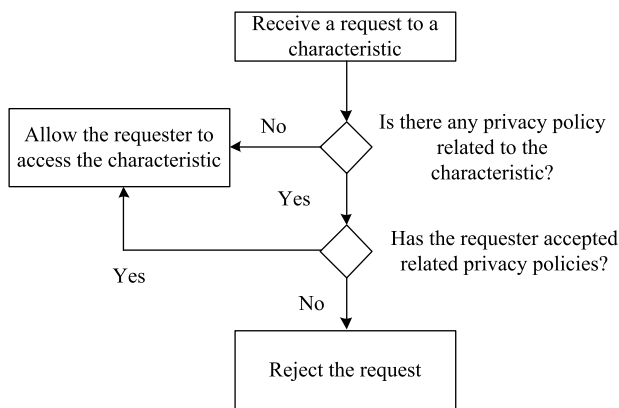 Receive a request to a
characteristic
Is there any privacy policy
related to the
characteristic?
No
Allow the requester to
access the characteristic
Yes
Has the requester accepted
related privacy policies?
Yes
No
Reject the request